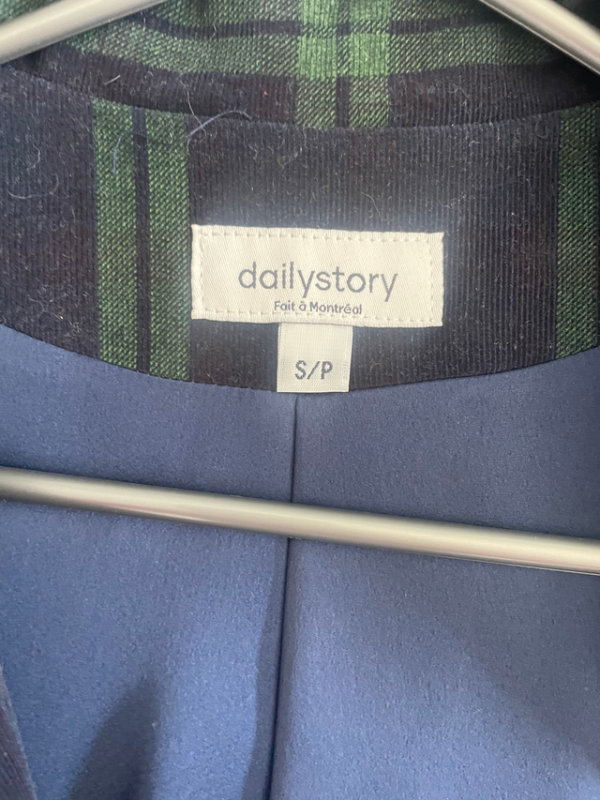 dailystory
Fait à Montréal
S/P